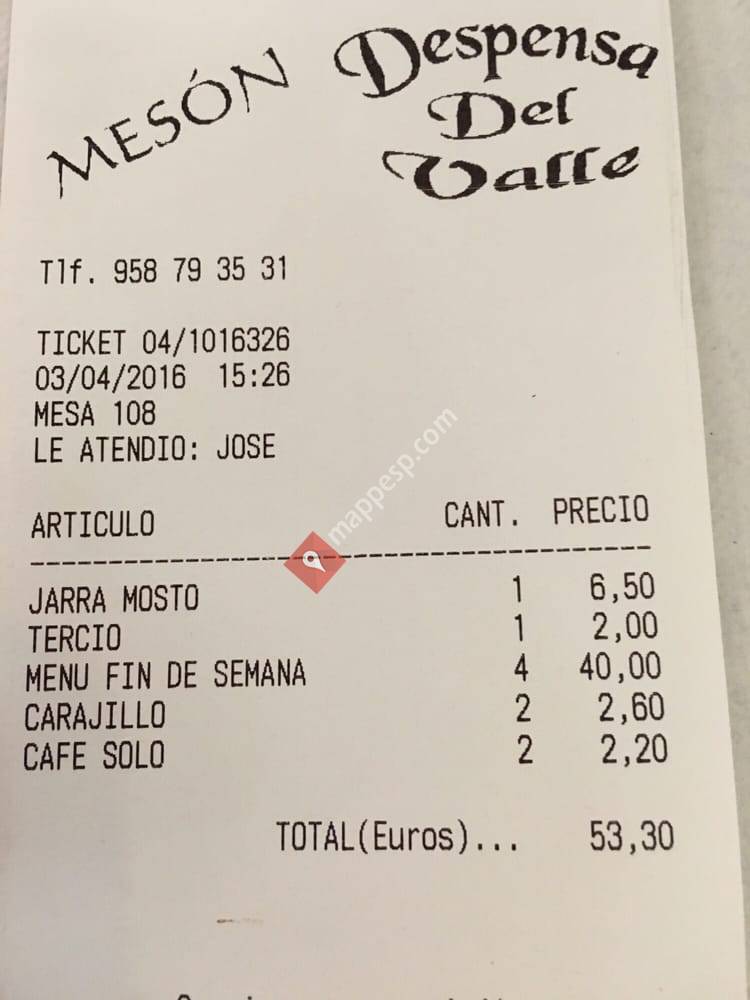 MESÓN Despensa
Del
Valle
Tlf. 958 79 35 31
TICKET 04/1016326
03/04/2016 15:26
MESA 108
LE ATENDIO: JOSE
ARTICULO CANT. PRECIO
JARRA MOSTO 1 6,50
TERCIO 1 2,00
MENU FIN DE SEMANA 4 40,00
CARAJILLO 2 2,60
CAFE SOLO 2 2,20
TOTAL(Euros)... 53,30
mappesp.com